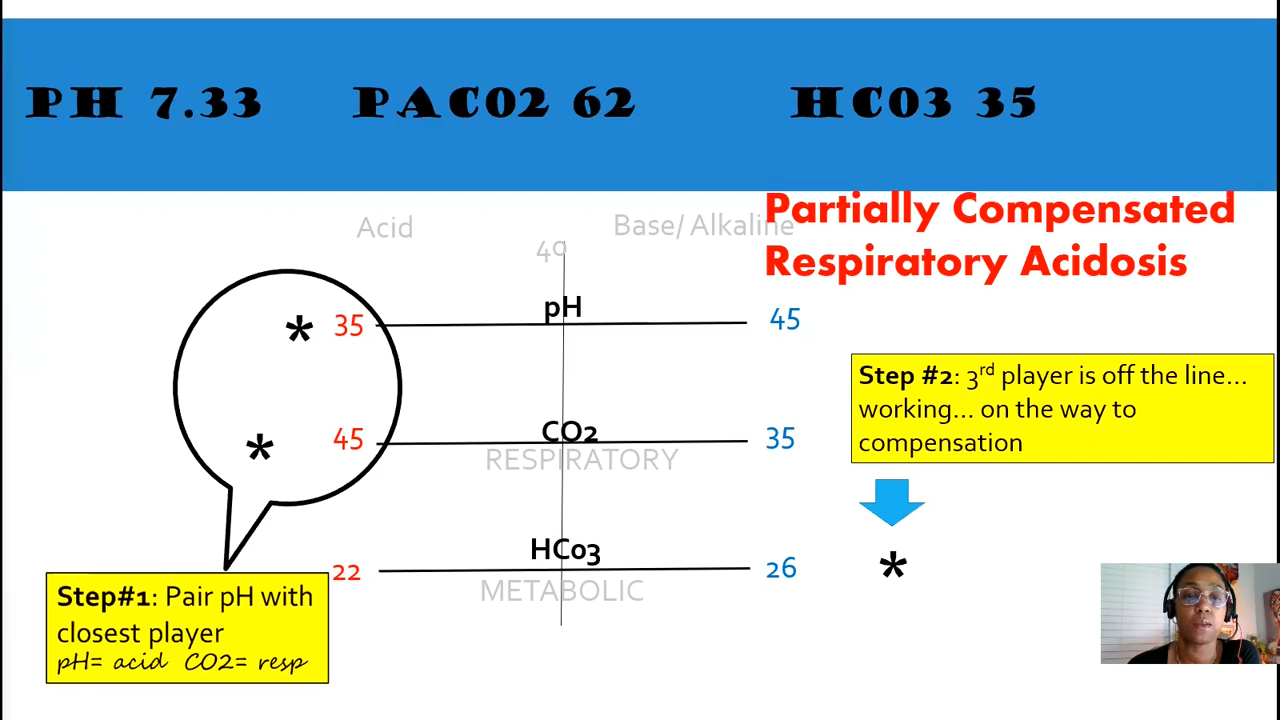 PH 7.33 PACO2 62 HCO3 35
Partially Compensated
Respiratory Acidosis
Acid Base/ Alkaline
40
pH
* 35 45
Step #2: 3rd player is off the line...
working... on the way to
compensation
CO2
* 45 35
RESPIRATORY
HCo3
22 26 *
METABOLIC
Step#1: Pair pH with
closest player
pH= acid CO2= resp